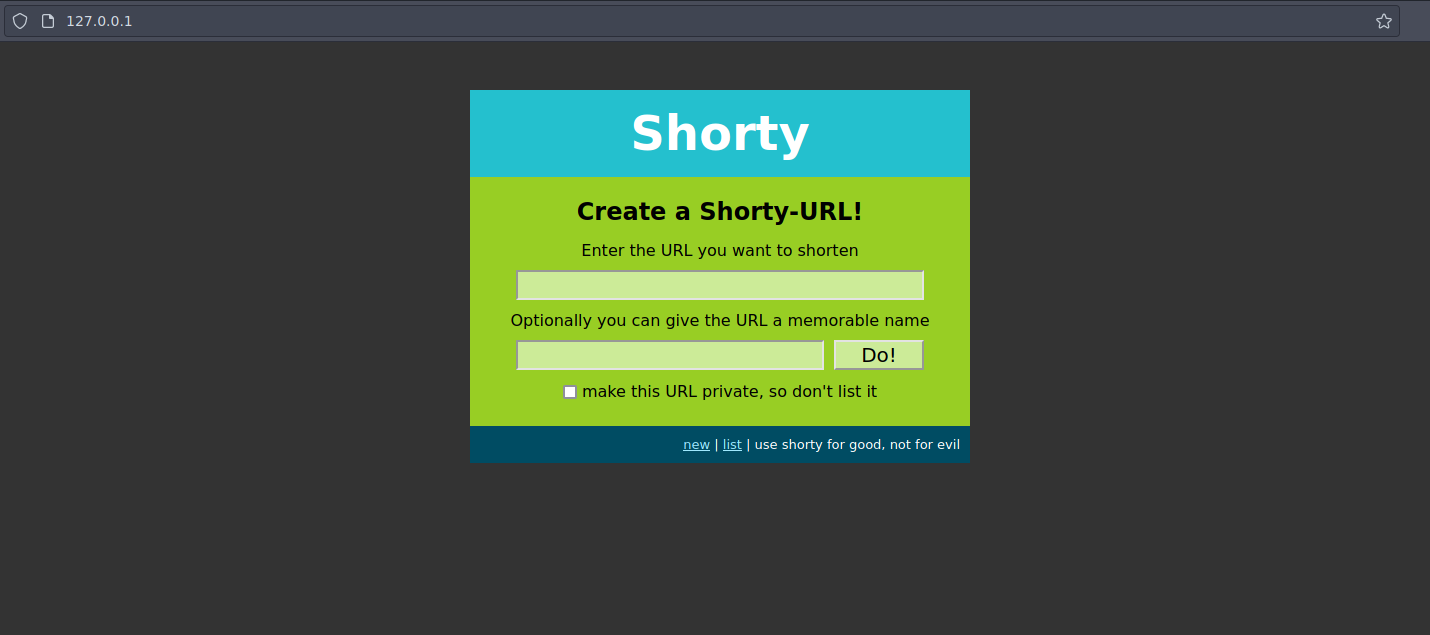 127.0.0.1
Shorty
Create a Shorty-URL!
Enter the URL you want to shorten
Optionally you can give the URL a memorable name
Do!
make this URL private, so don't list it
new | list | use shorty for good, not for evil